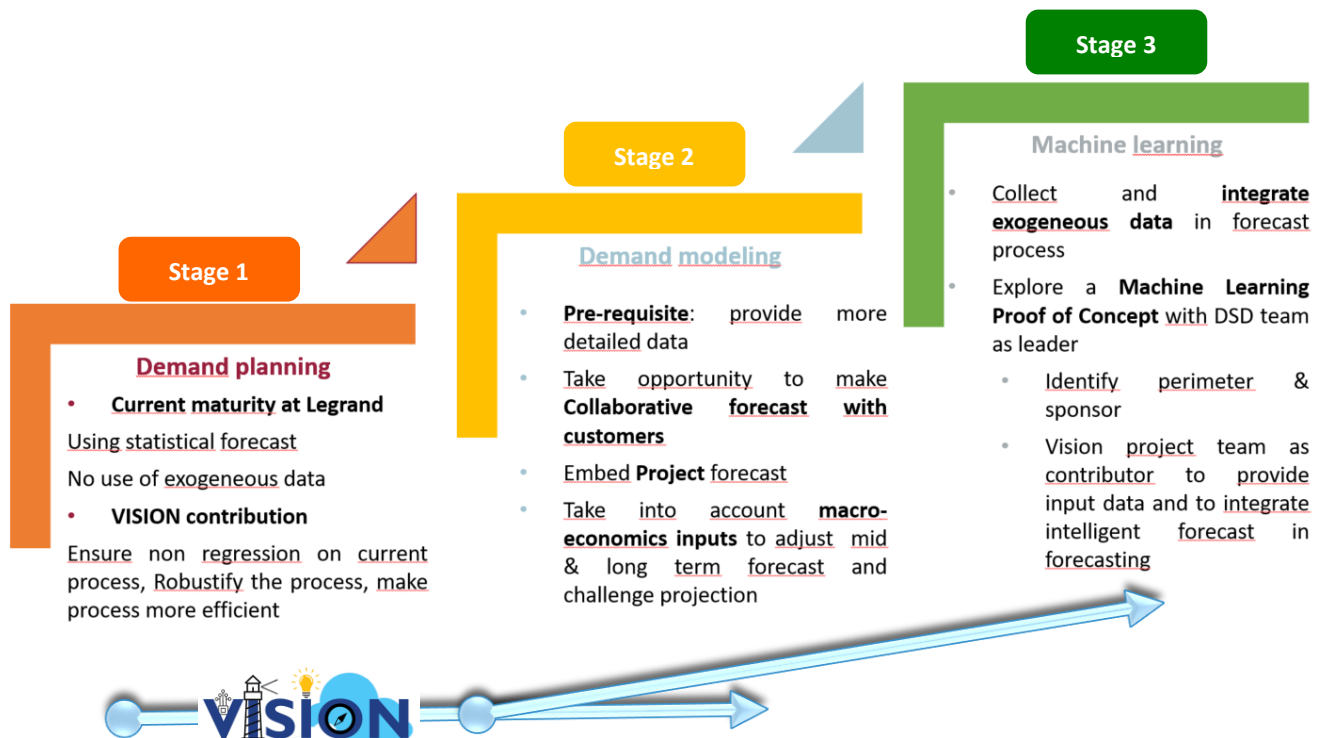 Stage 1
Demand planning
• Current maturity at Legrand
Using statistical forecast
No use of exogeneous data
• VISION contribution
Ensure non regression on current
process, Robustify the process, make
process more efficient
Stage 2
Demand modeling
• Pre-requisite: provide more
detailed data
• Take opportunity to make
Collaborative forecast with
customers
• Embed Project forecast
• Take into account macro-
economics inputs to adjust mid
& long term forecast and
challenge projection
Stage 3
Machine learning
• Collect and integrate
exogeneous data in forecast
process
• Explore a Machine Learning
Proof of Concept with DSD team
as leader
• Identify perimeter &
sponsor
• Vision project team as
contributor to provide
input data and to integrate
intelligent forecast in
forecasting
VISION